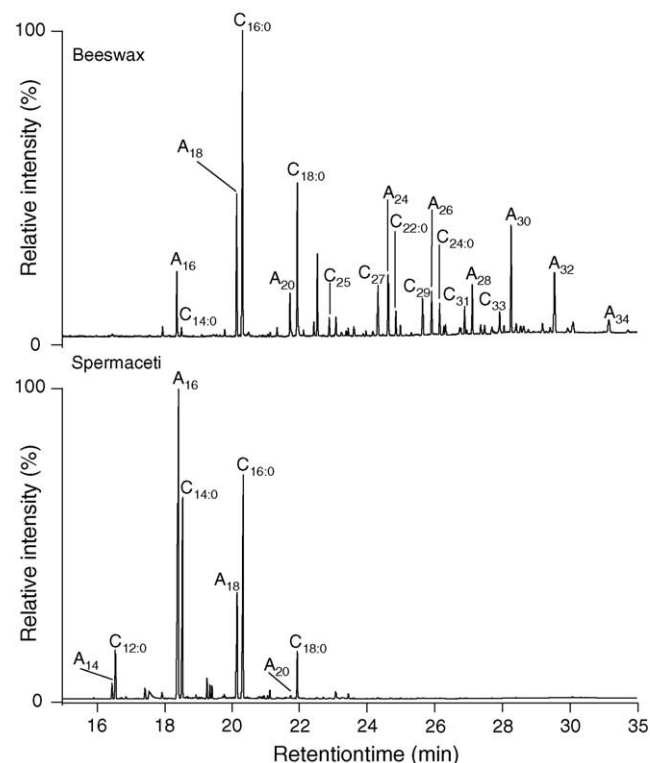 100
Beeswax
Relative intensity (%)
C16:0
A18
C18:0
A24
A26
C22:0
A30
C24:0
A16
A20
C25
C27
A28
A32
C14:0
C29
C31
C33
A34
0
Spermaceti
100
Relative intensity (%)
A16
C16:0
C14:0
A18
C12:0
C18:0
A14
A20
0
16 18 20 22 24 26 28 30 35
Retentiontime (min)